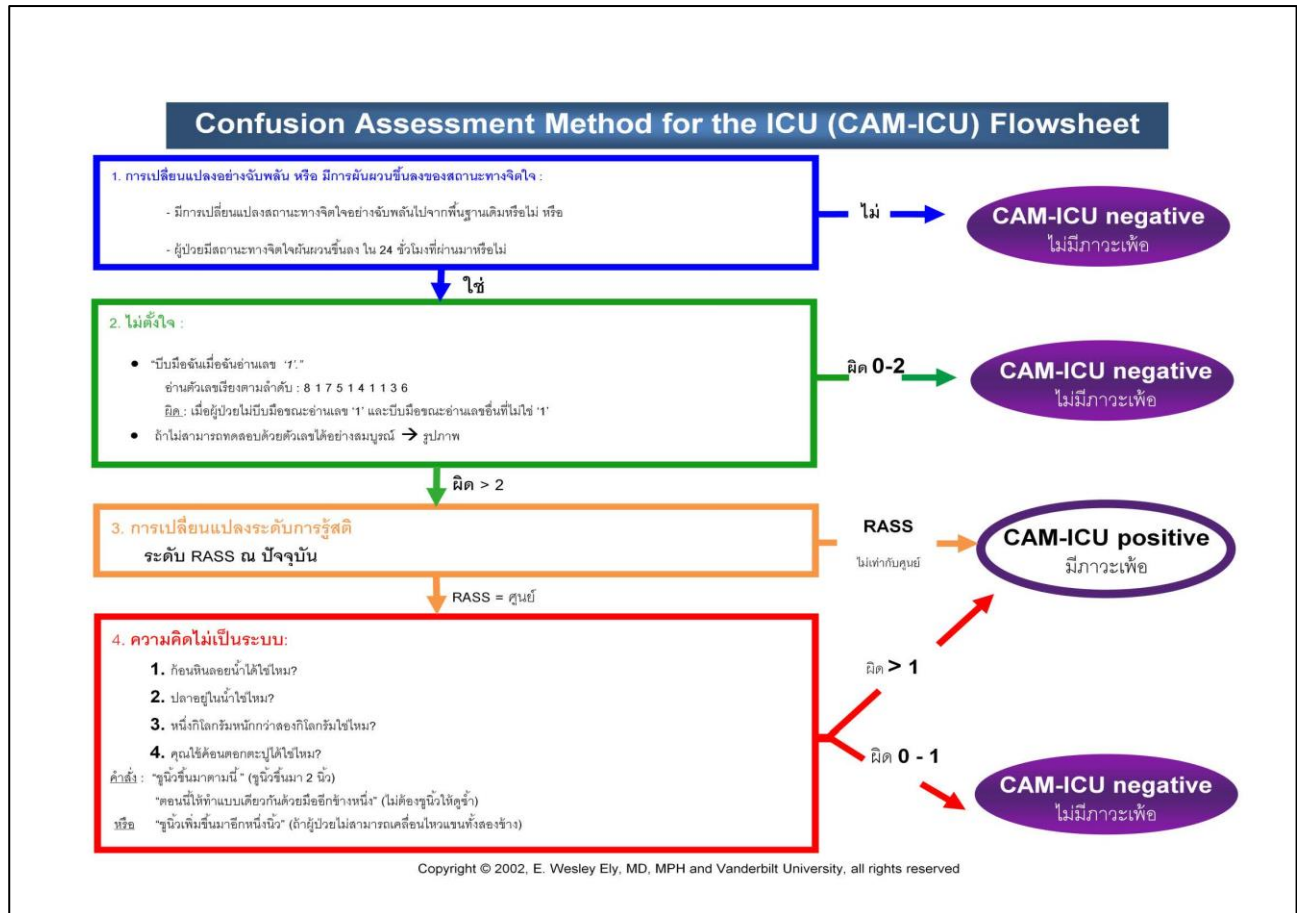 Confusion Assessment Method for the ICU (CAM-ICU) Flowsheet
1. การเปลี่ยนแปลงอย่างฉับพลัน หรือ มีการผันผวนขึ้นลงของสถานะทางจิตใจ :
- มีการเปลี่ยนแปลงสถานะทางจิตใจอย่างฉับพลันไปจากพื้นฐานเดิมหรือไม่ หรือ
- ผู้ป่วยมีสถานะทางจิตใจผันผวนขึ้นลง ใน 24 ชั่วโมงที่ผ่านมาหรือไม่
ไม่
CAM-ICU negative
ไม่มีภาวะเพ้อ
ใช่
2. ไม่ตั้งใจ :
• "บีบมือฉันเมื่อฉันอ่านเลข '1'."
อ่านตัวเลขเรียงตามลำดับ : 8 1 7 5 1 4 1 1 3 6
ผิด : เมื่อผู้ป่วยไม่บีบมือขณะอ่านเลข '1' และบีบมือขณะอ่านเลขอื่นที่ไม่ใช่ '1'
• ถ้าไม่สามารถทดสอบด้วยตัวเลขได้อย่างสมบูรณ์ → รูปภาพ
ผิด 0-2
CAM-ICU negative
ไม่มีภาวะเพ้อ
ผิด > 2
3. การเปลี่ยนแปลงระดับการรู้สติ
ระดับ RASS ณ ปัจจุบัน
RASS
ไม่เท่ากับศูนย์
CAM-ICU positive
มีภาวะเพ้อ
RASS = ศูนย์
4. ความคิดไม่เป็นระบบ:
1. ก้อนหินลอยน้ำได้ใช่ไหม?
2. ปลาอยู่ในน้ำใช่ไหม?
3. หนึ่งกิโลกรัมหนักกว่าสองกิโลกรัมใช่ไหม?
4. คุณใช้ค้อนตอกตะปูได้ใช่ไหม?
คำสั่ง : "ชูนิ้วขึ้นมาตามนี้" (ชูนิ้วขึ้นมา 2 นิ้ว)
"ตอนนี้ให้ทำแบบเดียวกันด้วยมืออีกข้างหนึ่ง" (ไม่ต้องชูนิ้วให้ดูซ้ำ)
หรือ "ชูนิ้วเพิ่มขึ้นมาอีกหนึ่งนิ้ว" (ถ้าผู้ป่วยไม่สามารถเคลื่อนไหวแขนทั้งสองข้าง)
ผิด > 1
ผิด 0 - 1
CAM-ICU negative
ไม่มีภาวะเพ้อ
Copyright © 2002, E. Wesley Ely, MD, MPH and Vanderbilt University, all rights reserved